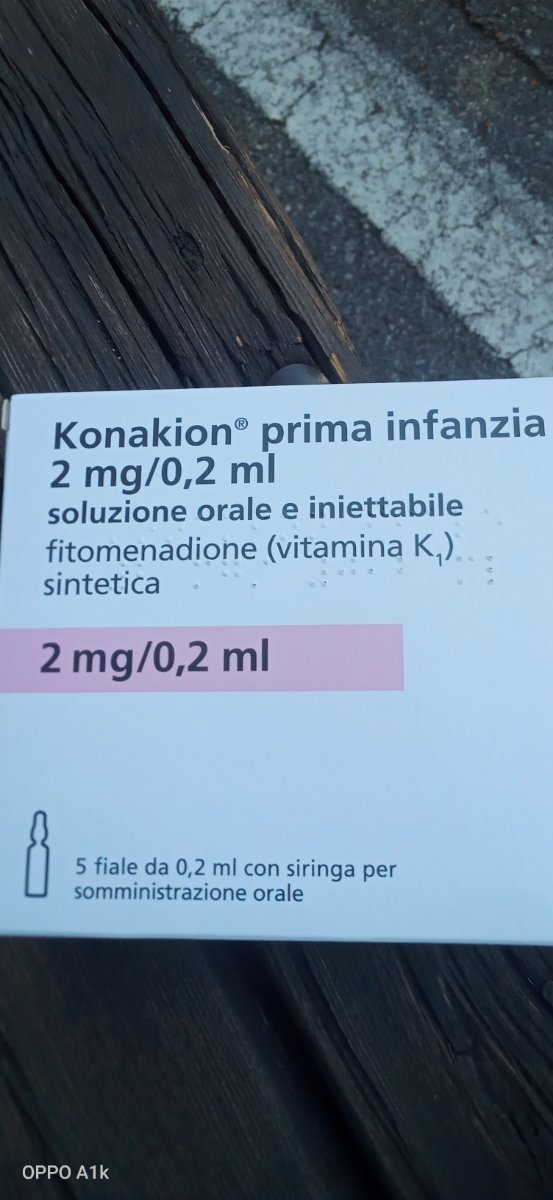 Konakion® prima infanzia
2 mg/0,2 ml
soluzione orale e iniettabile
fitomenadione (vitamina K₁)
sintetica
2 mg/0,2 ml
5 fiale da 0,2 ml con siringa per
somministrazione orale
OPPO A1k